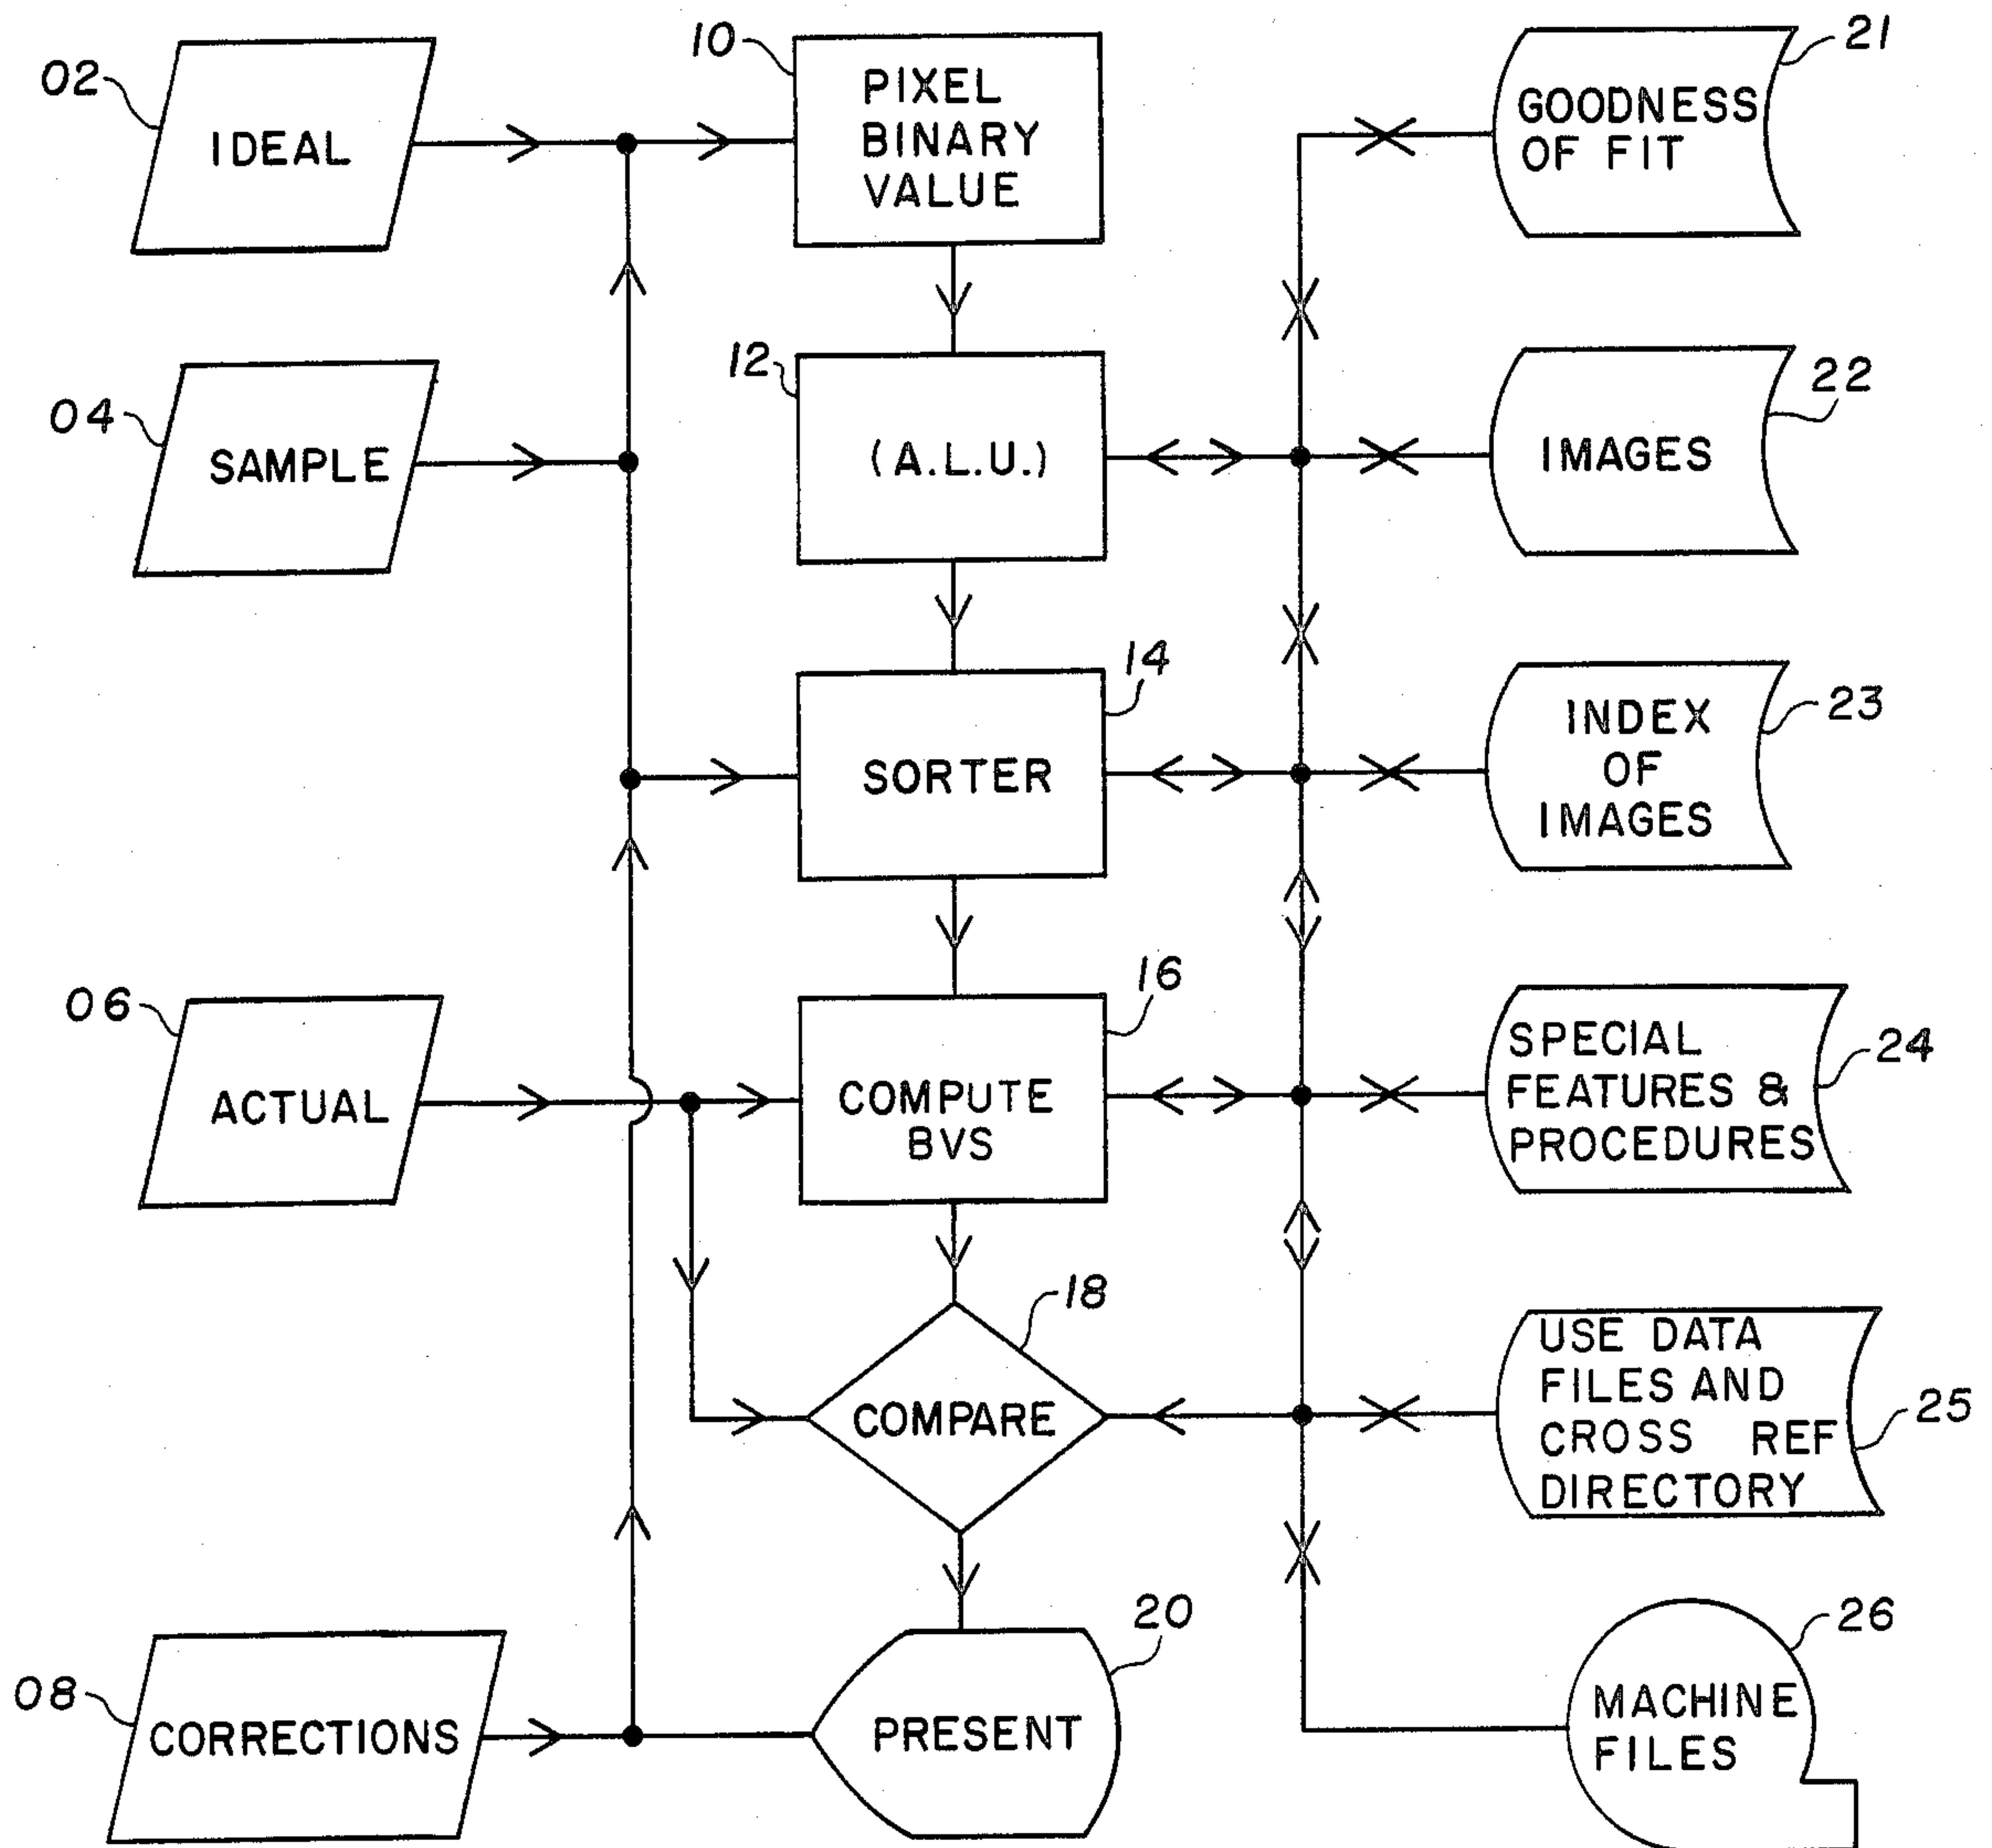 02
IDEAL
10
PIXEL
BINARY
VALUE
21
GOODNESS
OF FIT
04
SAMPLE
12
(A.L.U.)
22
IMAGES
14
SORTER
23
INDEX
OF
IMAGES
06
ACTUAL
16
COMPUTE
BVS
24
SPECIAL
FEATURES &
PROCEDURES
18
COMPARE
25
USE DATA
FILES AND
CROSS REF
DIRECTORY
08
CORRECTIONS
20
PRESENT
26
MACHINE
FILES